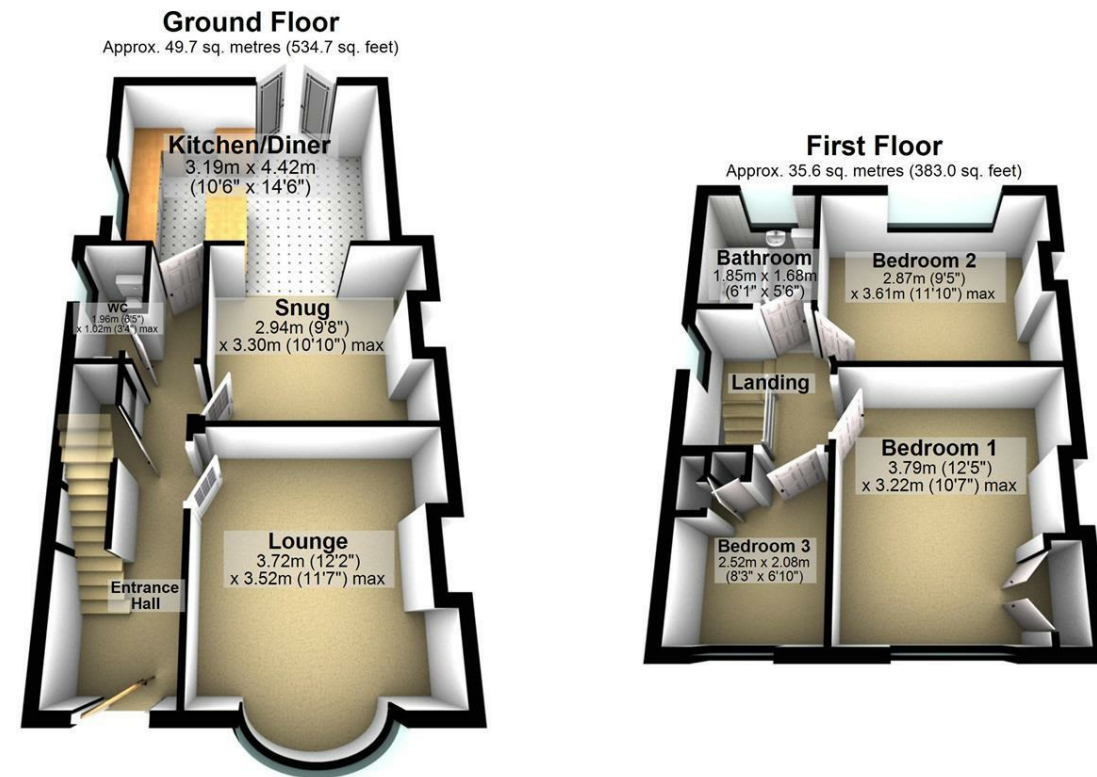 Ground Floor
Approx. 49.7 sq. metres (534.7 sq. feet)
Kitchen/Diner
3.19m x 4.42m
(10'6" x 14'6")
WC
1.96m (6'5")
x 1.02m (3'4") max
Snug
2.94m (9'8")
x 3.30m (10'10") max
Lounge
3.72m (12'2")
x 3.52m (11'7") max
Entrance
Hall
First Floor
Approx. 35.6 sq. metres (383.0 sq. feet)
Bathroom
1.85m x 1.68m
(6'1" x 5'6")
Bedroom 2
2.87m (9'5")
x 3.61m (11'10") max
Landing
Bedroom 1
3.79m (12'5")
x 3.22m (10'7") max
Bedroom 3
2.52m x 2.08m
(8'3" x 6'10")